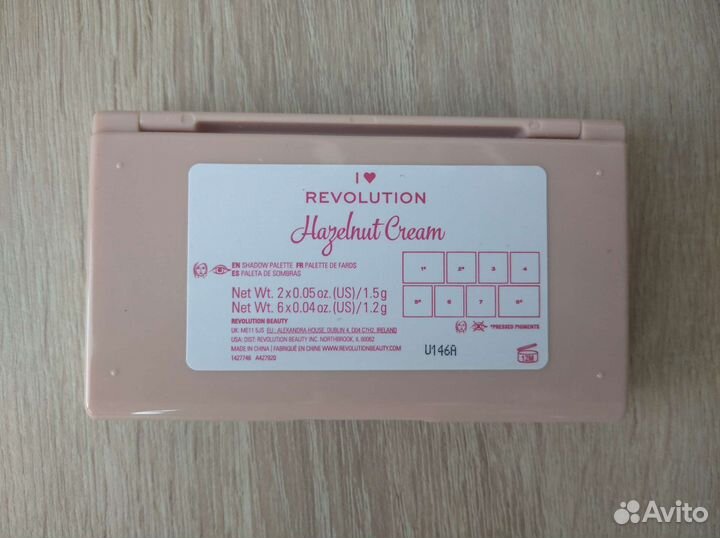 I ♥
REVOLUTION
Hazelnut Cream
EN SHADOW PALETTE FR PALETTE DE FARDS
ES PALETA DE SOMBRAS
Net Wt. 2 x 0.05 oz. (US) / 1.5 g
Net Wt. 6 x 0.04 oz. (US) / 1.2 g
REVOLUTION BEAUTY
UK: ME11 5JS EU: ALEXANDRA HOUSE, DUBLIN 4, D04 C7H2, IRELAND
USA: DIST: REVOLUTION BEAUTY INC. NORTHBROOK, IL 60062
MADE IN CHINA | FABRIQUÉ EN CHINE WWW.REVOLUTIONBEAUTY.COM
1427748 A427920
1* 2* 3 4
5* 6 7 8*
*PRESSED PIGMENTS
U146A
12M
Avito